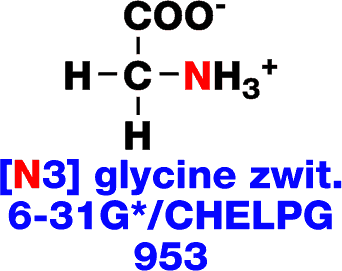 COO⁻
H–C–NH₃⁺
H
[N3] glycine zwit.
6-31G*/CHELPG
953